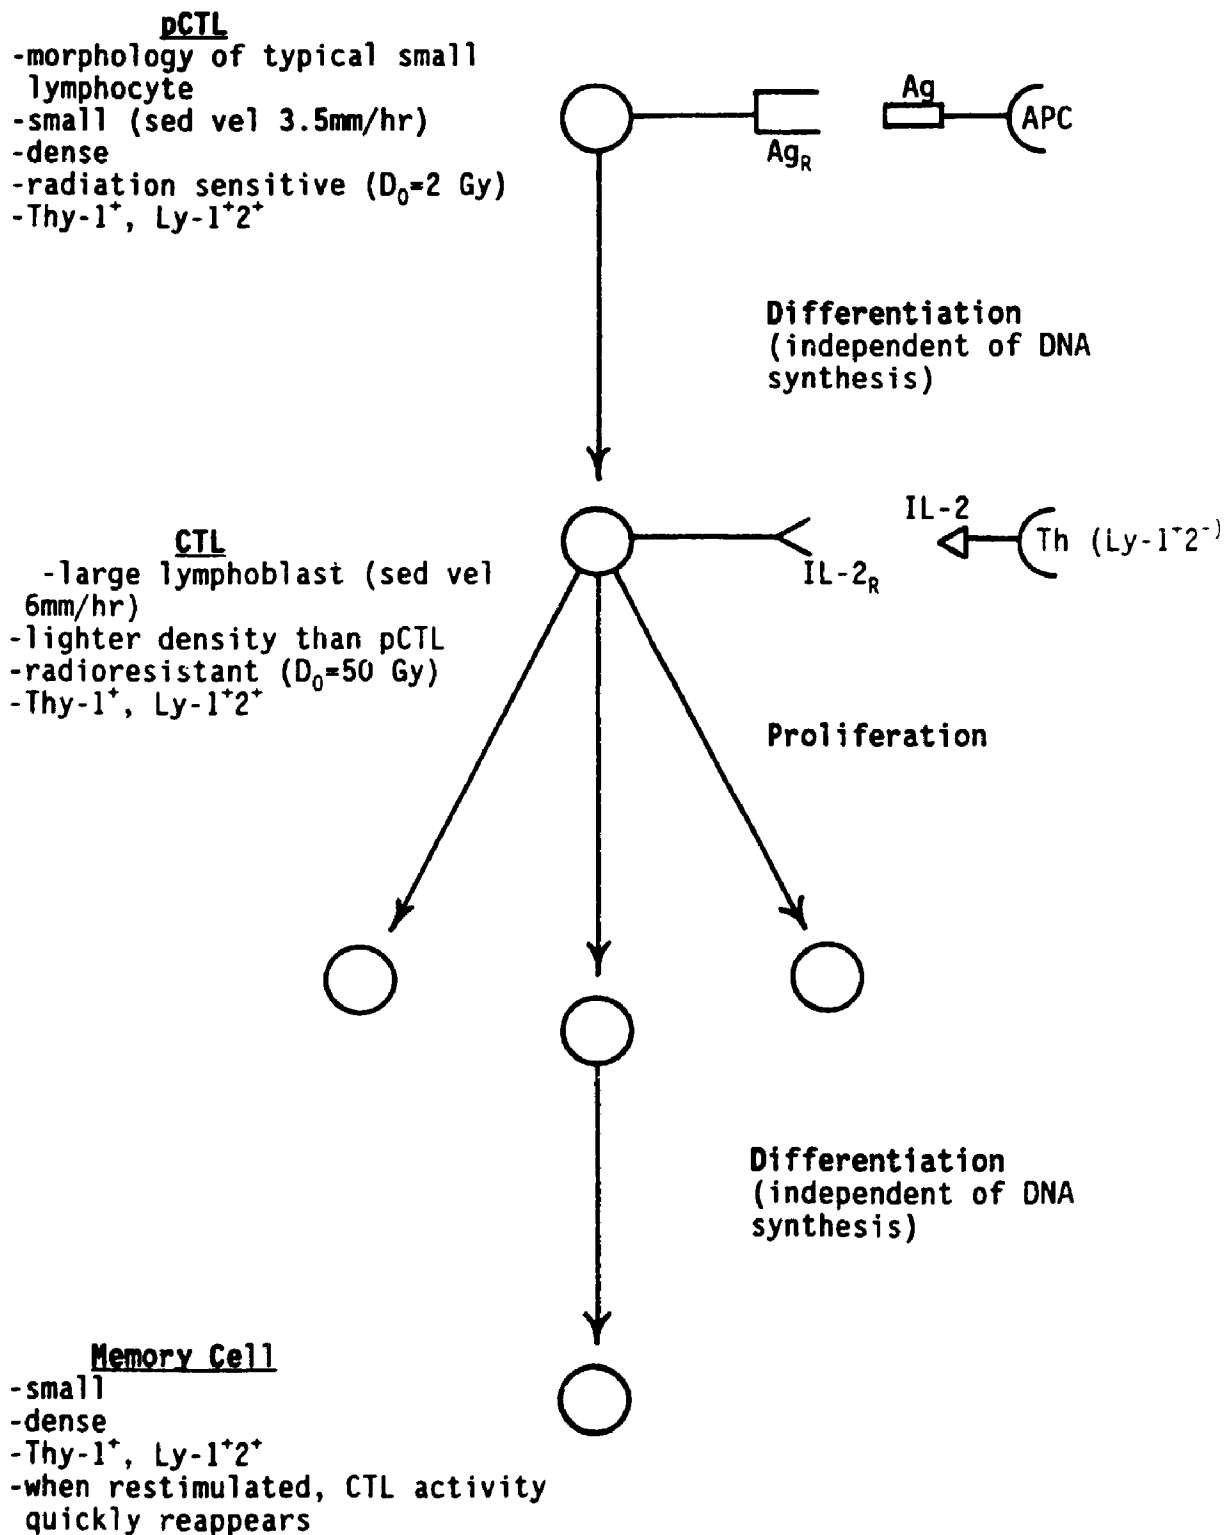 pCTL
-morphology of typical small
lymphocyte
-small (sed vel 3.5mm/hr)
-dense
-radiation sensitive (D₀=2 Gy)
-Thy-1⁺, Ly-1⁺2⁺
Ag
APC
Ag_R
Differentiation
(independent of DNA
synthesis)
CTL
-large lymphoblast (sed vel
6mm/hr)
-lighter density than pCTL
-radioresistant (D₀=50 Gy)
-Thy-1⁺, Ly-1⁺2⁺
IL-2
Th (Ly-1⁺2⁻)
IL-2_R
Proliferation
Differentiation
(independent of DNA
synthesis)
Memory Cell
-small
-dense
-Thy-1⁺, Ly-1⁺2⁺
-when restimulated, CTL activity
quickly reappears